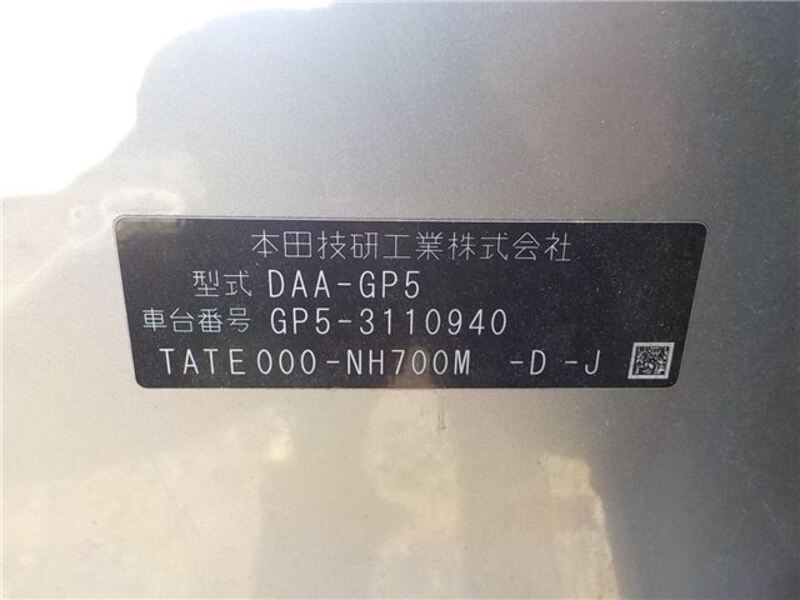 本田技研工業株式会社
型式 DAA-GP5
車台番号 GP5-3110940
TATE000-NH700M -D -J